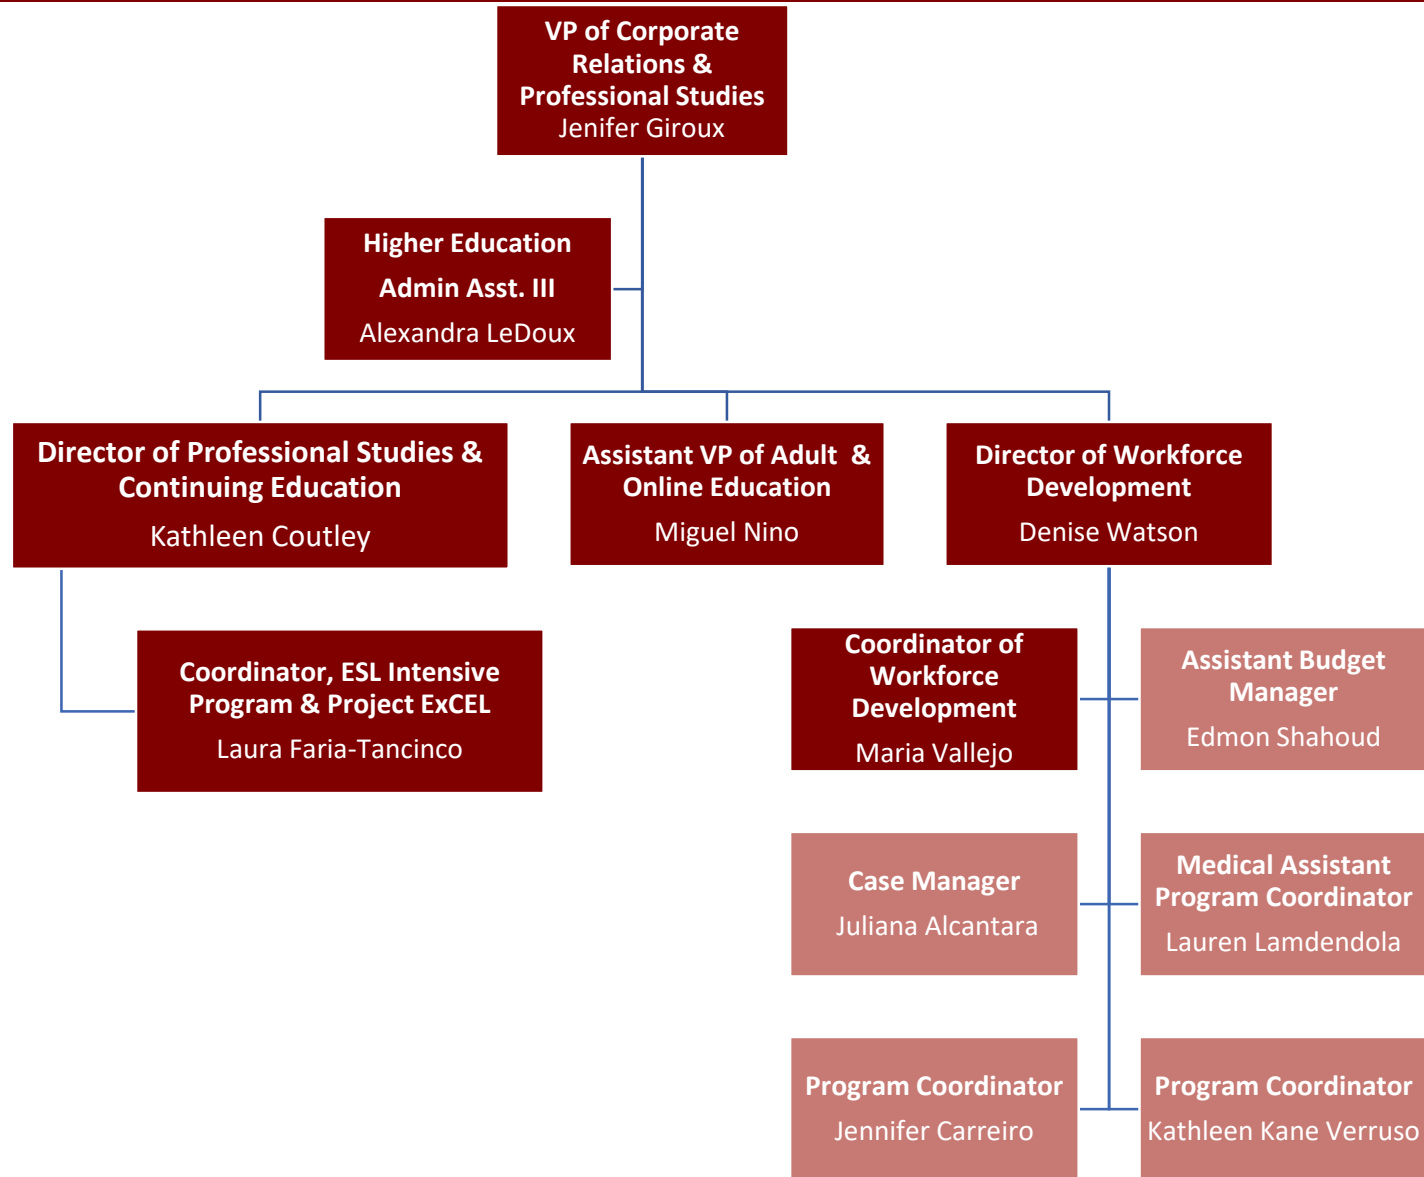 VP of Corporate
Relations &
Professional Studies
Jenifer Giroux
Higher Education
Admin Asst. III
Alexandra LeDoux
Director of Professional Studies &
Continuing Education
Kathleen Coutley
Assistant VP of Adult & 
Online Education
Miguel Nino
Director of Workforce
Development
Denise Watson
Coordinator, ESL Intensive
Program & Project ExCEL
Laura Faria-Tancinco
Coordinator of
Workforce
Development
Maria Vallejo
Assistant Budget
Manager
Edmon Shahoud
Case Manager
Juliana Alcantara
Medical Assistant
Program Coordinator
Lauren Lamdendola
Program Coordinator
Jennifer Carreiro
Program Coordinator
Kathleen Kane Verruso